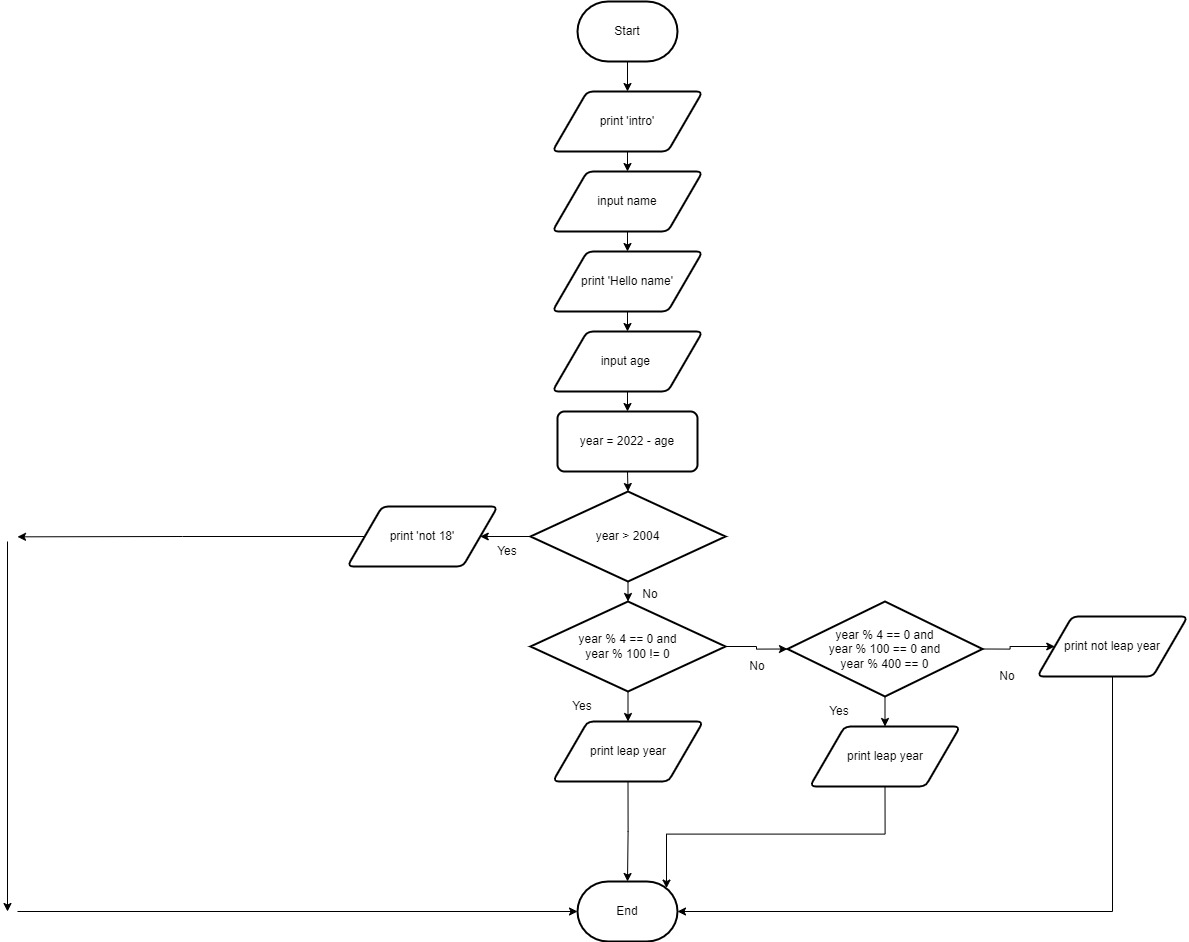 Start
print 'intro'
input name
print 'Hello name'
input age
year = 2022 - age
year > 2004
Yes
print 'not 18'
No
year % 4 == 0 and
year % 100 != 0
No
year % 4 == 0 and
year % 100 == 0 and
year % 400 == 0
No
print not leap year
Yes
print leap year
Yes
print leap year
End